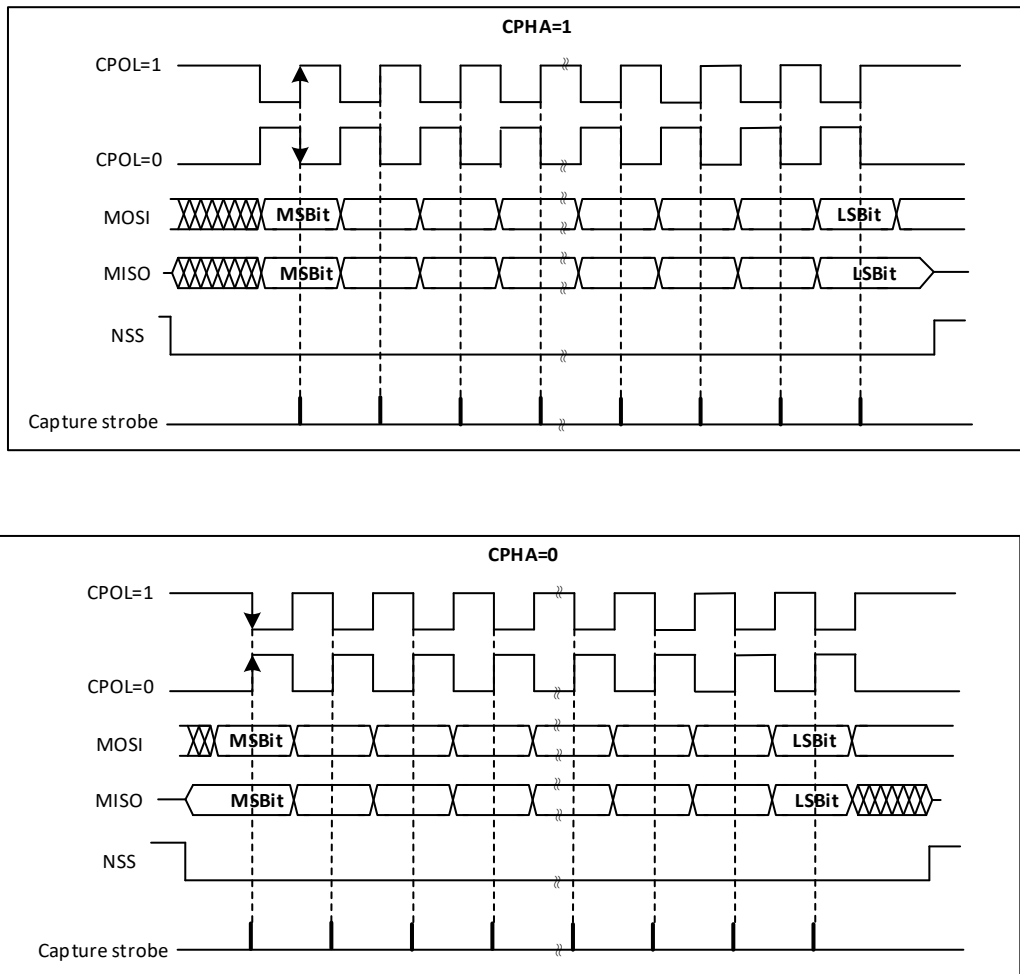 CPHA=1
CPOL=1
CPOL=0
MOSI MSBit LSBit
MISO MSBit LSBit
NSS
Capture strobe
CPHA=0
CPOL=1
CPOL=0
MOSI MSBit LSBit
MISO MSBit LSBit
NSS
Capture strobe